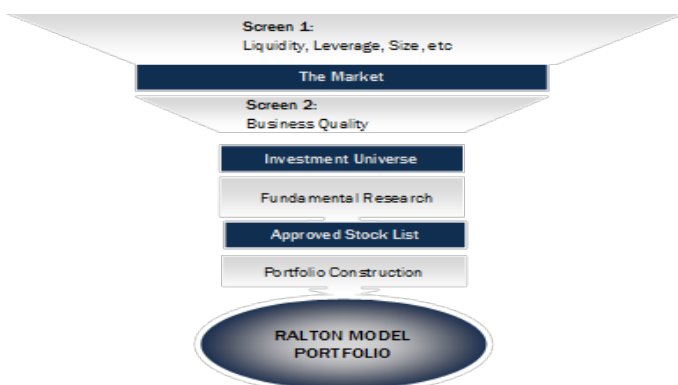 Screen 1:
Liquidity, Leverage, Size, etc
The Market
Screen 2:
Business Quality
Investment Universe
Fundamental Research
Approved Stock List
Portfolio Construction
RALTON MODEL
PORTFOLIO